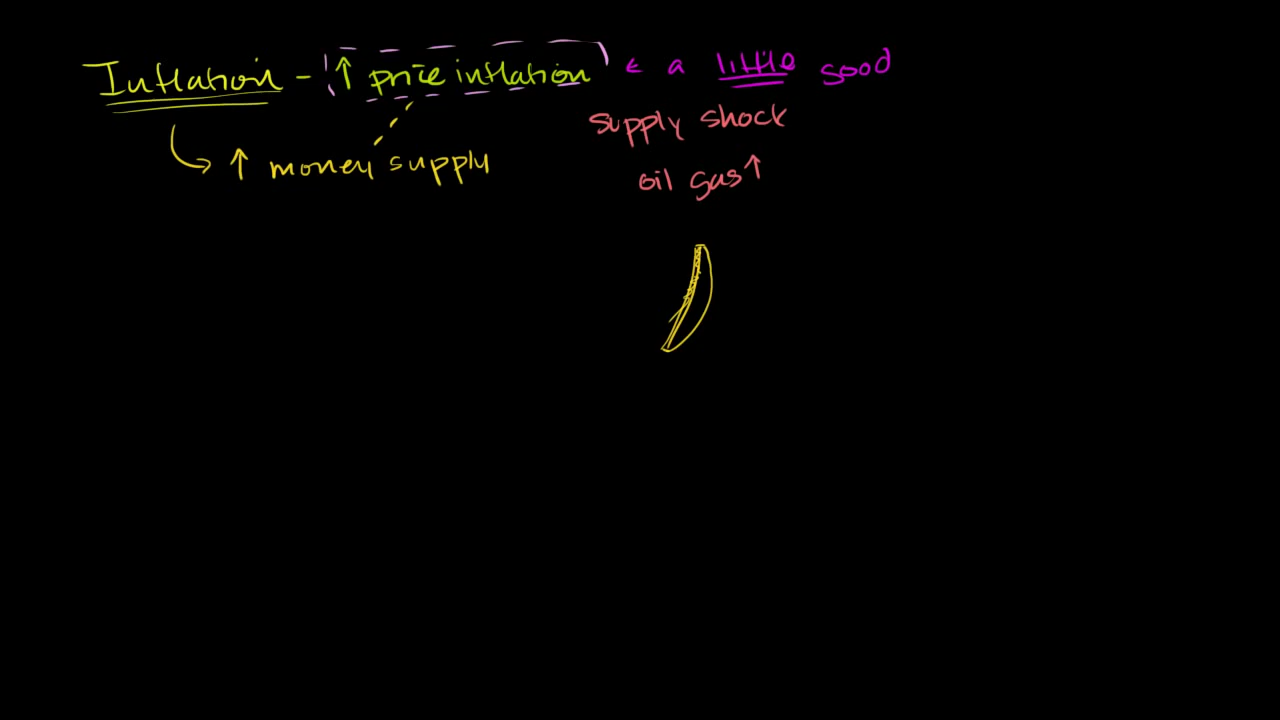 Inflation - ↑ price inflation ← a little good
↑ money supply
supply shock
oil gas ↑